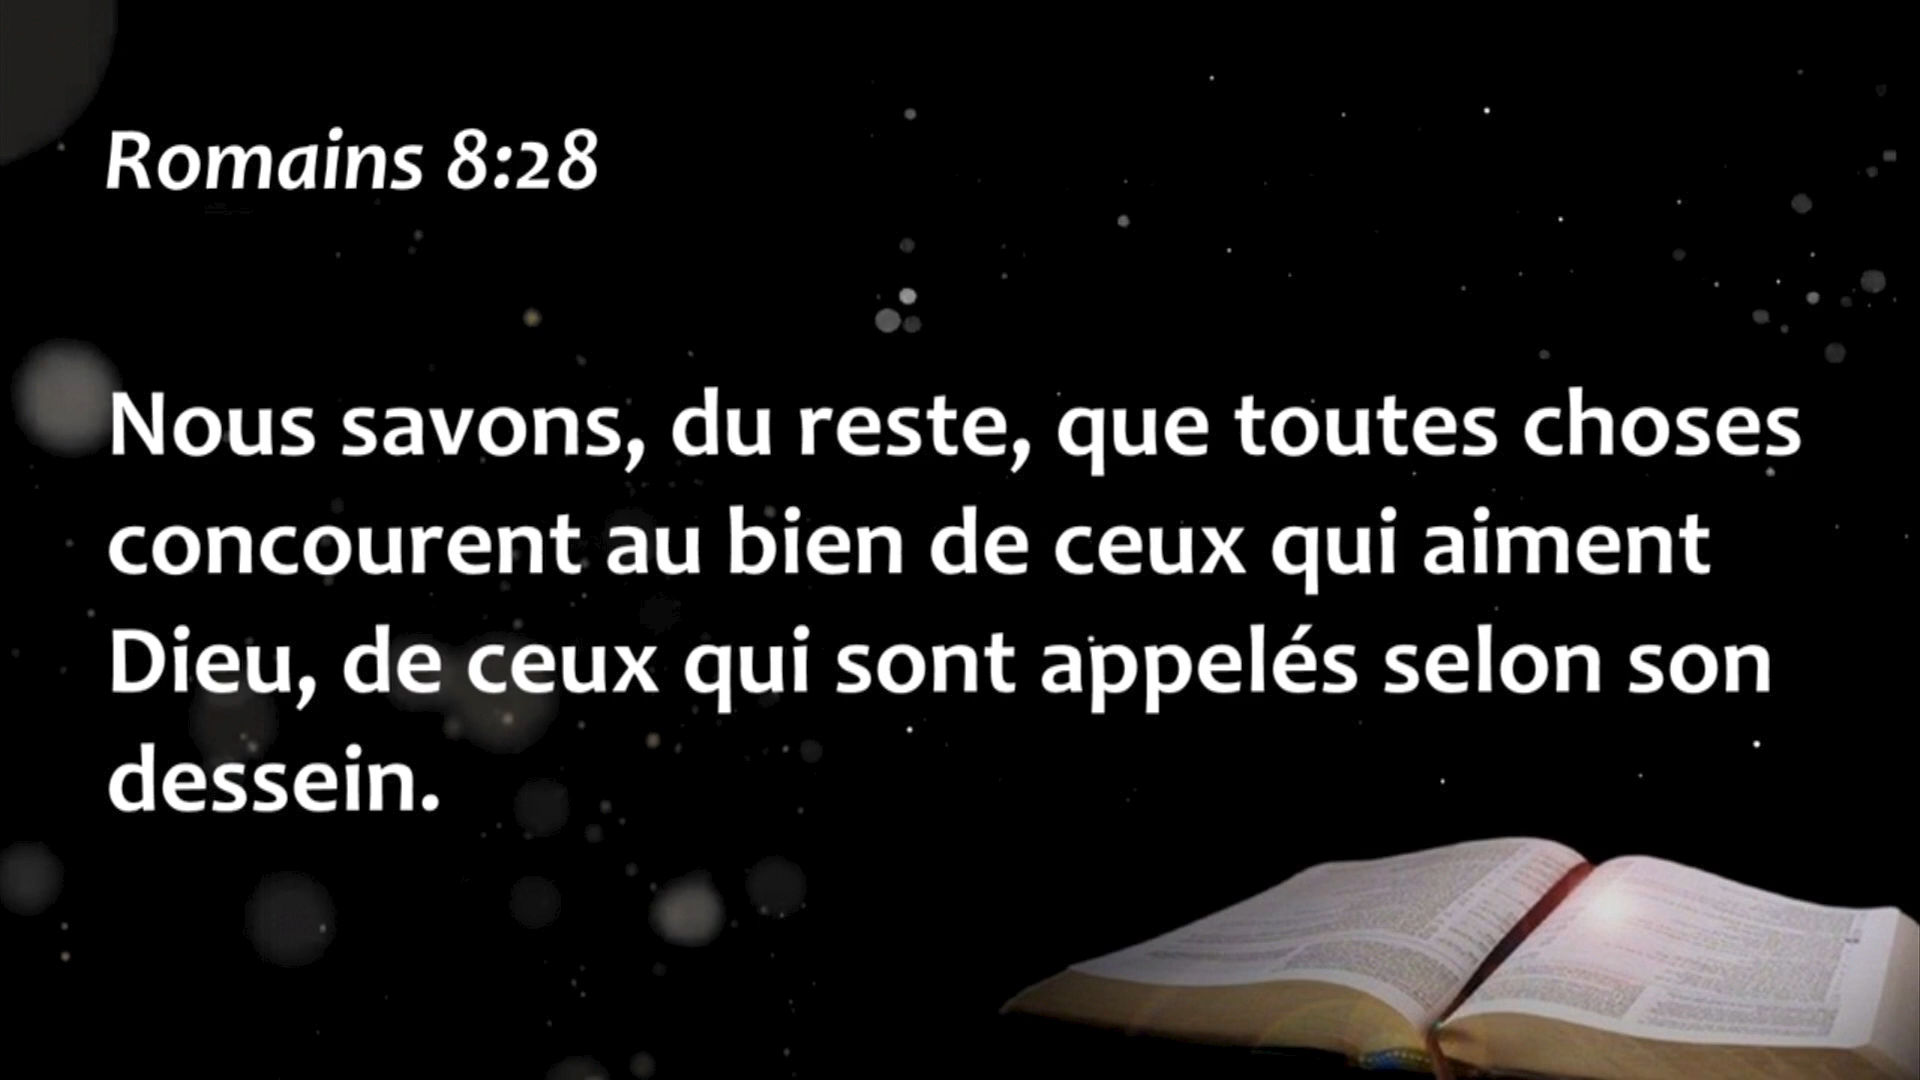 Romains 8:28
Nous savons, du reste, que toutes choses
concourent au bien de ceux qui aiment
Dieu, de ceux qui sont appelés selon son
dessein.